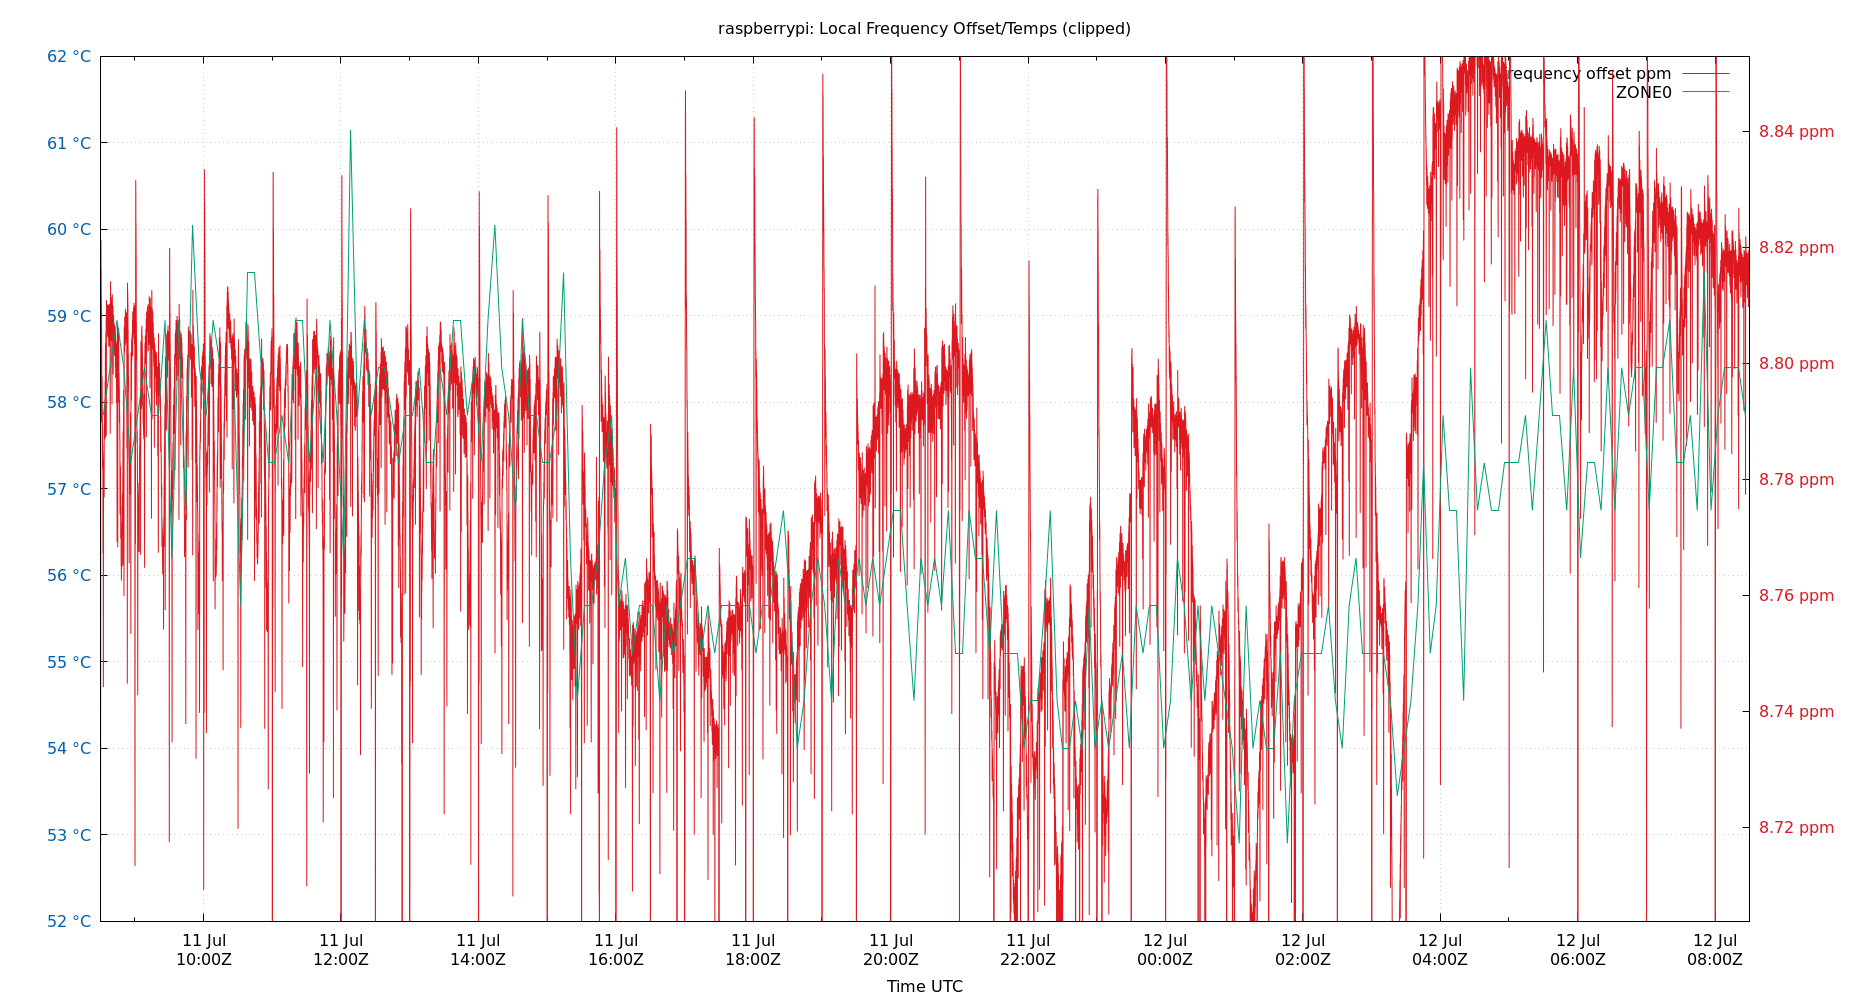 raspberrypi: Local Frequency Offset/Temps (clipped)
62 °C
61 °C
60 °C
59 °C
58 °C
57 °C
56 °C
55 °C
54 °C
53 °C
52 °C
requency offset ppm
ZONE0
8.84 ppm
8.82 ppm
8.80 ppm
8.78 ppm
8.76 ppm
8.74 ppm
8.72 ppm
11 Jul
10:00Z
11 Jul
12:00Z
11 Jul
14:00Z
11 Jul
16:00Z
11 Jul
18:00Z
11 Jul
20:00Z
11 Jul
22:00Z
12 Jul
00:00Z
12 Jul
02:00Z
12 Jul
04:00Z
12 Jul
06:00Z
12 Jul
08:00Z
Time UTC